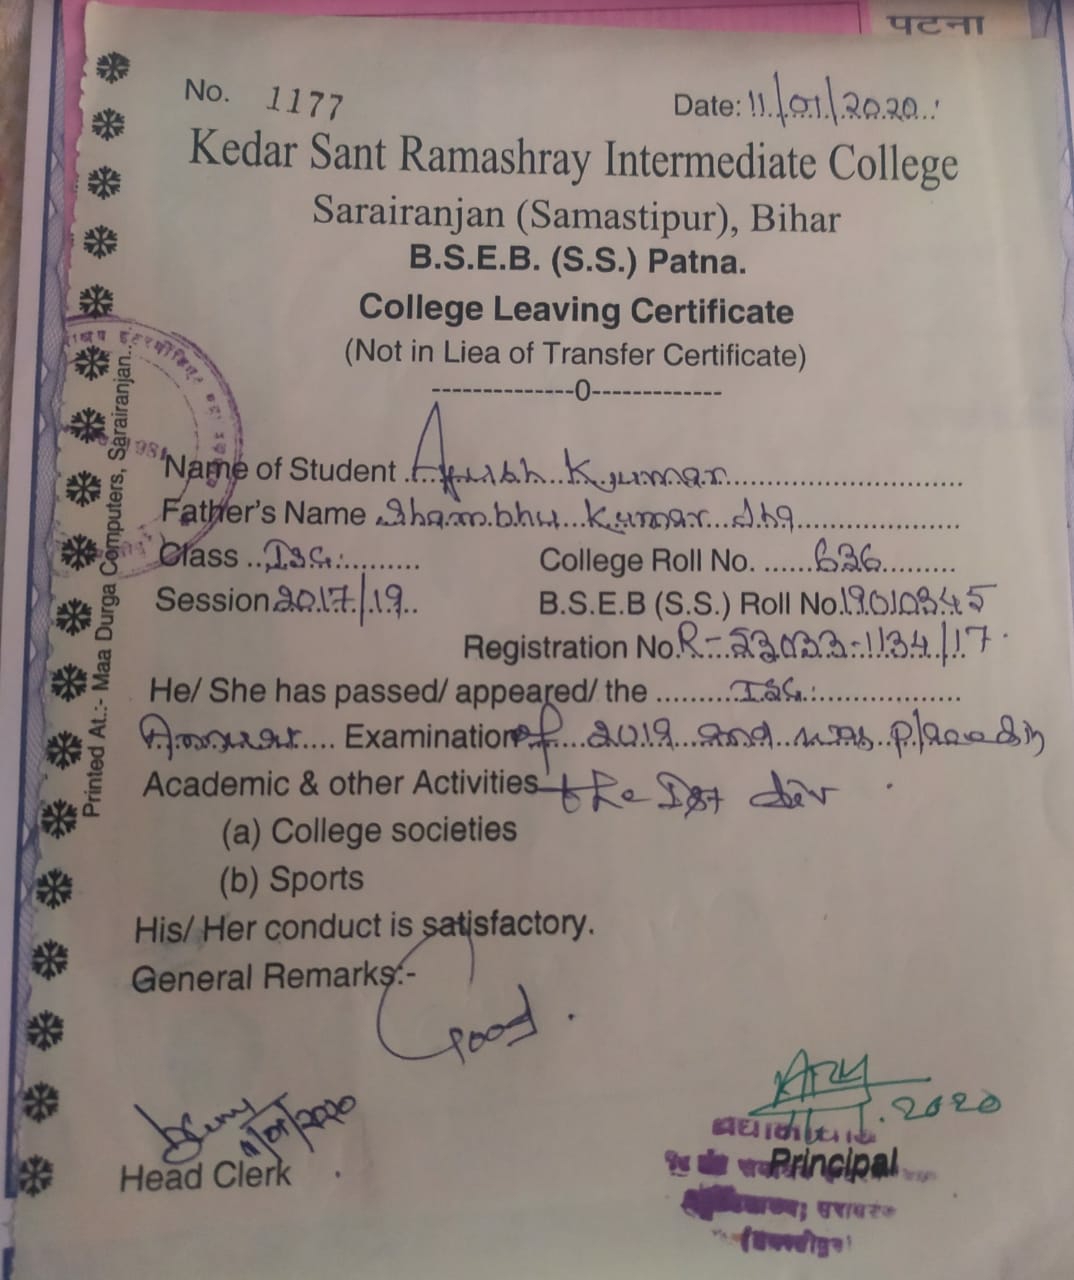 पटना
No. 1177
Date: 11/01/2020
Kedar Sant Ramashray Intermediate College
Sarairanjan (Samastipur), Bihar
B.S.E.B. (S.S.) Patna.
College Leaving Certificate
(Not in Liea of Transfer Certificate)
-------------0-------------
Name of Student Ayush Kumar
Father's Name Shambhu Kumar Jha
Class I.Sc.
College Roll No. 636
Session 2017/19
B.S.E.B (S.S.) Roll No. 19010345
Registration No. R-23033-1134/17
He/ She has passed/ appeared/ the I.Sc.
Annual Examination of 2019 and was placed in
Academic & other Activities the Ist div
(a) College societies
(b) Sports
His/ Her conduct is satisfactory.
General Remarks:-
Good.
11/01/2020
2020
Head Clerk
Principal
Printed At.:- Maa Durga Computers, Sarairanjan.